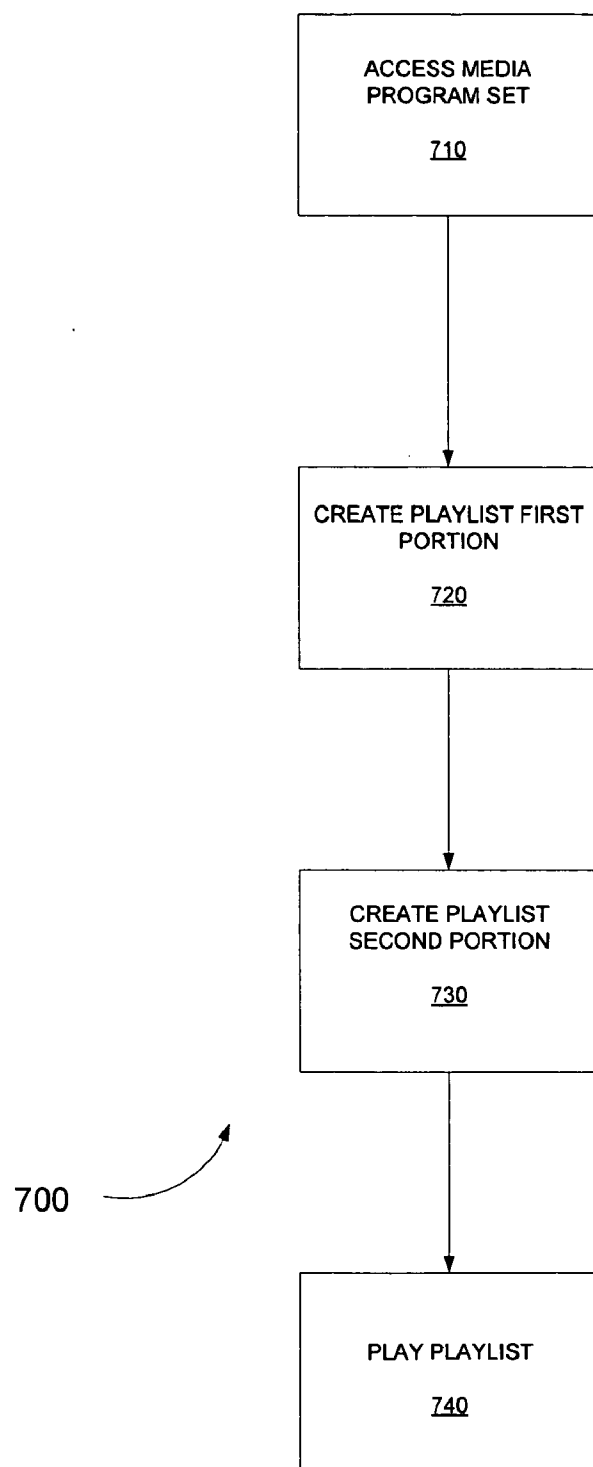 ACCESS MEDIA
PROGRAM SET
710
CREATE PLAYLIST FIRST
PORTION
720
CREATE PLAYLIST
SECOND PORTION
730
700
PLAY PLAYLIST
740